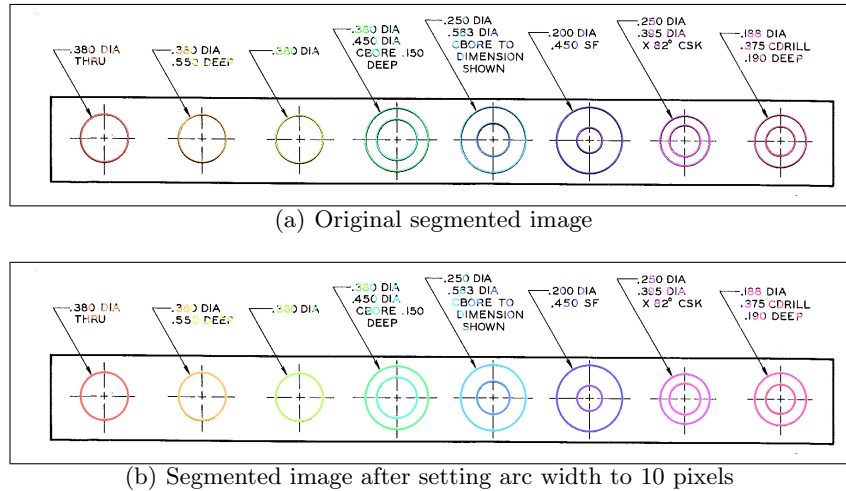 .380 DIA
THRU
.380 DIA
.550 DEEP
.380 DIA
.380 DIA
.450 DIA
CBORE .150
DEEP
.250 DIA
.583 DIA
CBORE TO
DIMENSION
SHOWN
.200 DIA
.450 SF
.250 DIA
.395 DIA
X 82° CSK
.188 DIA
.375 CDRILL
.190 DEEP
(a) Original segmented image
.380 DIA
THRU
.380 DIA
.550 DEEP
.380 DIA
.380 DIA
.450 DIA
CBORE .150
DEEP
.250 DIA
.583 DIA
CBORE TO
DIMENSION
SHOWN
.200 DIA
.450 SF
.250 DIA
.395 DIA
X 82° CSK
.188 DIA
.375 CDRILL
.190 DEEP
(b) Segmented image after setting arc width to 10 pixels